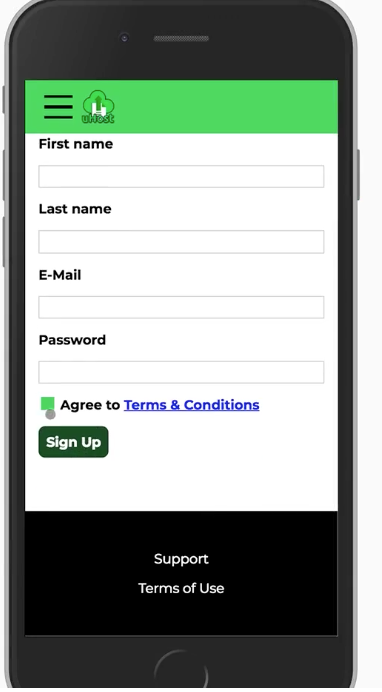 uHost
First name
Last name
E-Mail
Password
Agree to Terms & Conditions
Sign Up
Support
Terms of Use